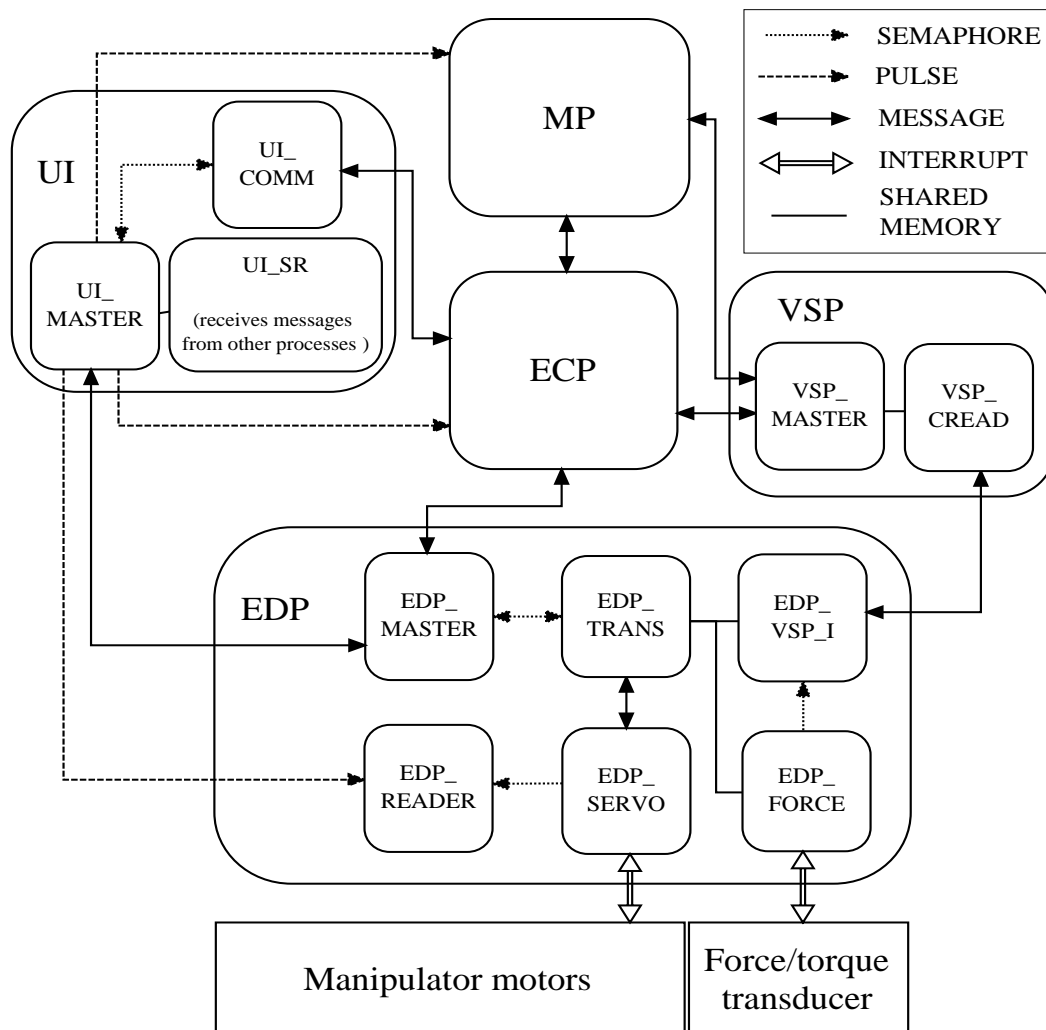 SEMAPHORE
PULSE
MESSAGE
INTERRUPT
SHARED
MEMORY
MP
UI
UI_
COMM
UI_SR
(receives messages
from other processes )
UI_
MASTER
ECP
VSP
VSP_
MASTER
VSP_
CREAD
EDP
EDP_
MASTER
EDP_
TRANS
EDP_
VSP_I
EDP_
READER
EDP_
SERVO
EDP_
FORCE
Manipulator motors
Force/torque
transducer